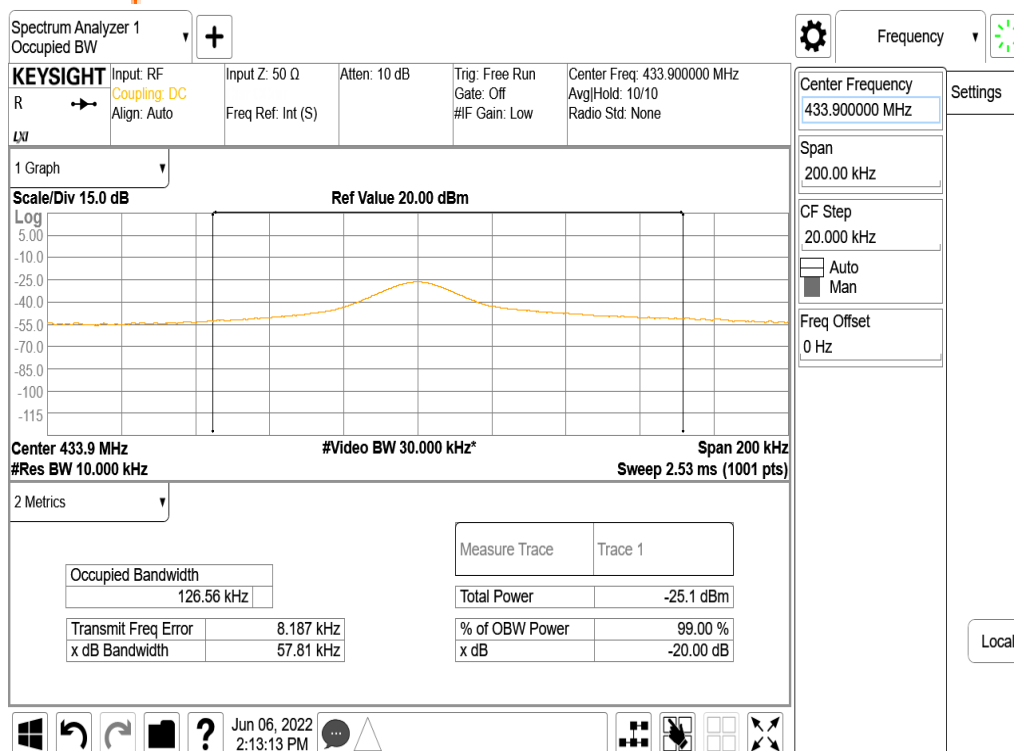 Spectrum Analyzer 1
Occupied BW
Frequency
KEYSIGHT
R
LXI
Input: RF
Coupling: DC
Align: Auto
Input Z: 50 Ω
Freq Ref: Int (S)
Atten: 10 dB
Trig: Free Run
Gate: Off
#IF Gain: Low
Center Freq: 433.900000 MHz
Avg|Hold: 10/10
Radio Std: None
Center Frequency
433.900000 MHz
Settings
Span
200.00 kHz
CF Step
20.000 kHz
Auto
Man
Freq Offset
0 Hz
Local
1 Graph
Scale/Div 15.0 dB
Ref Value 20.00 dBm
Log
5.00
-10.0
-25.0
-40.0
-55.0
-70.0
-85.0
-100
-115
Center 433.9 MHz
#Video BW 30.000 kHz*
Span 200 kHz
#Res BW 10.000 kHz
Sweep 2.53 ms (1001 pts)
2 Metrics
Measure Trace
Trace 1
Occupied Bandwidth
126.56 kHz
Total Power
-25.1 dBm
Transmit Freq Error
8.187 kHz
% of OBW Power
99.00 %
x dB Bandwidth
57.81 kHz
x dB
-20.00 dB
?
Jun 06, 2022
2:13:13 PM